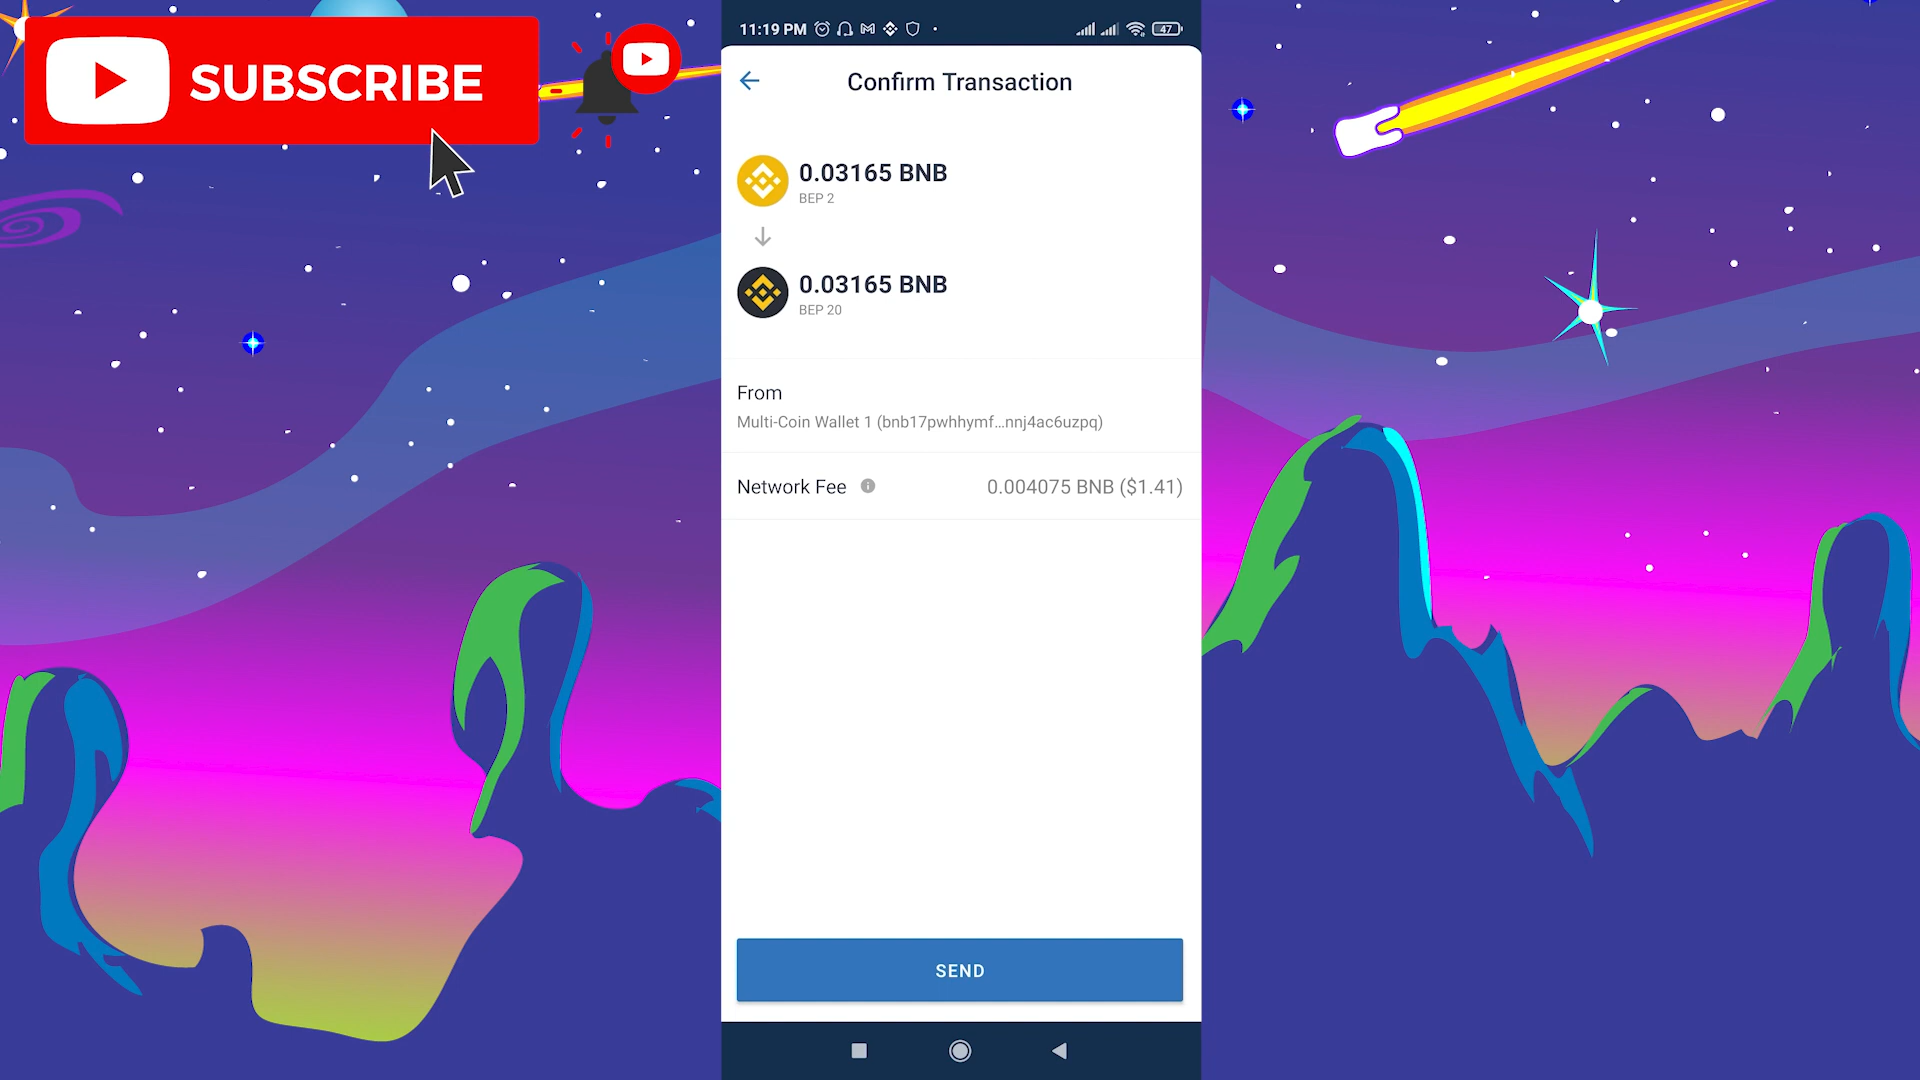 SUBSCRIBE
11:19 PM
47
Confirm Transaction
0.03165 BNB
BEP 2
0.03165 BNB
BEP 20
From
Multi-Coin Wallet 1 (bnb17pwhhymf...nnj4ac6uzpq)
Network Fee 0.004075 BNB ($1.41)
SEND